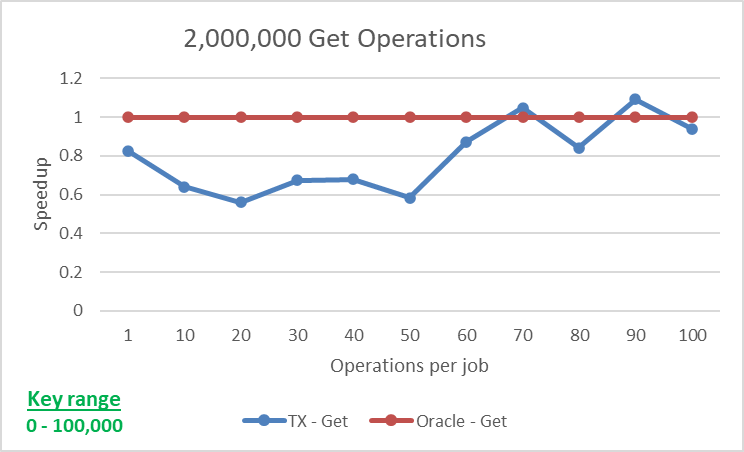 2,000,000 Get Operations
1.2
1
0.8
0.6
0.4
0.2
0
Speedup
1 10 20 30 40 50 60 70 80 90 100
Operations per job
Key range
0 - 100,000
TX - Get Oracle - Get